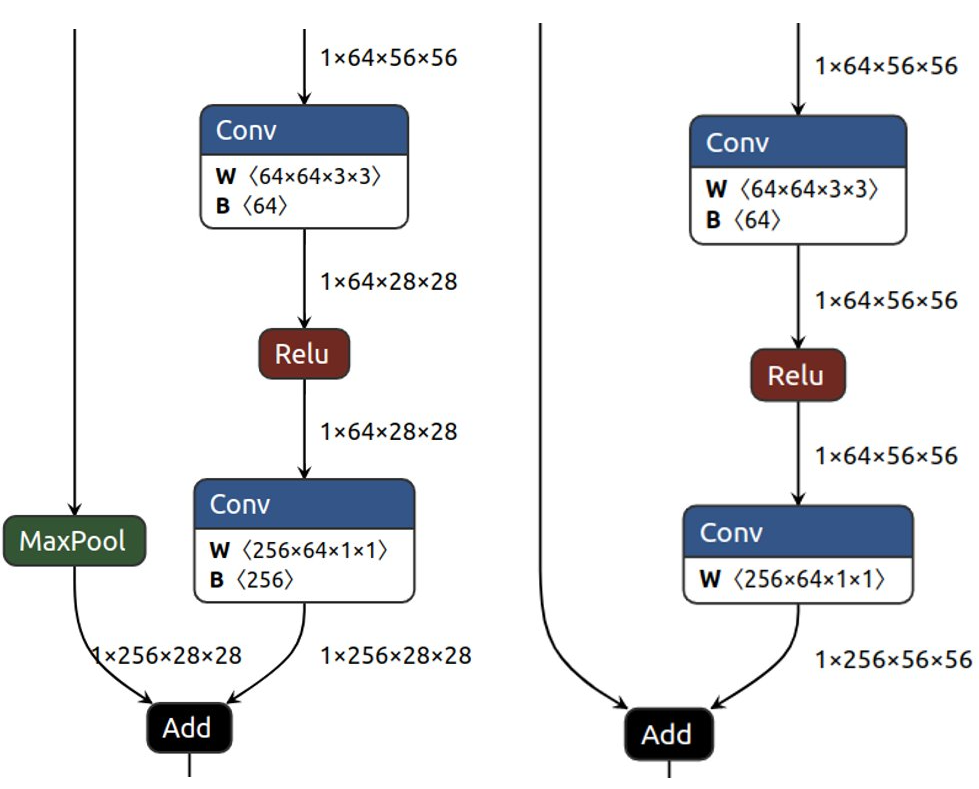 1×64×56×56
Conv
W 〈64×64×3×3〉
B 〈64〉
1×64×28×28
Relu
1×64×28×28
Conv
W 〈256×64×1×1〉
B 〈256〉
MaxPool
1×256×28×28
1×256×28×28
Add
1×64×56×56
Conv
W 〈64×64×3×3〉
B 〈64〉
1×64×56×56
Relu
1×64×56×56
Conv
W 〈256×64×1×1〉
1×256×56×56
Add